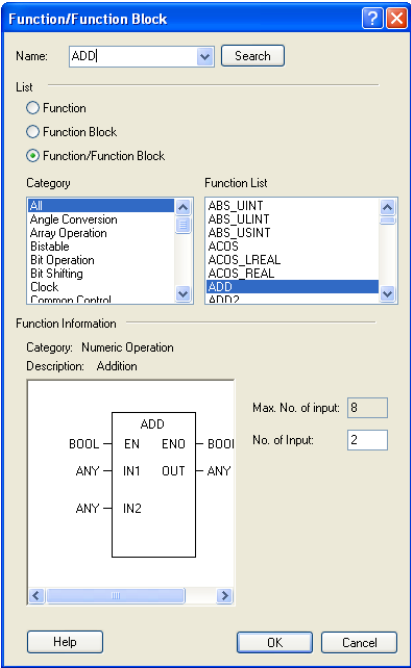 Function/Function Block
Name: ADD Search
List
Function
Function Block
Function/Function Block
Category
All
Angle Conversion
Array Operation
Bistable
Bit Operation
Bit Shifting
Clock
Common Control
Function List
ABS_UINT
ABS_ULINT
ABS_USINT
ACOS
ACOS_LREAL
ACOS_REAL
ADD
ADD2
Function Information
Category: Numeric Operation
Description: Addition
ADD
BOOL EN ENO BOOl
ANY IN1 OUT ANY
ANY IN2
Max. No. of input: 8
No. of Input: 2
Help OK Cancel